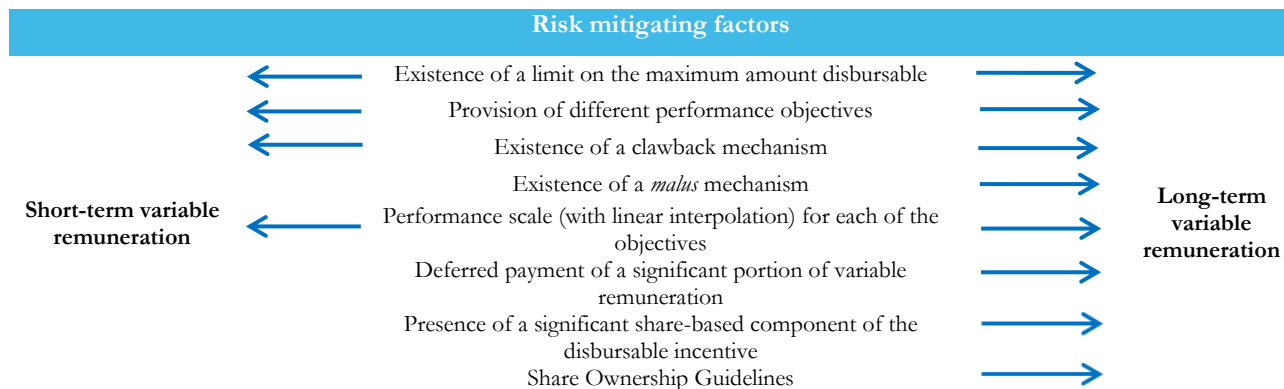 Risk mitigating factors
Existence of a limit on the maximum amount disbursable
Provision of different performance objectives
Existence of a clawback mechanism
Existence of a malus mechanism
Short-term variable
remuneration
Performance scale (with linear interpolation) for each of the
objectives
Long-term
variable
remuneration
Deferred payment of a significant portion of variable
remuneration
Presence of a significant share-based component of the
disbursable incentive
Share Ownership Guidelines